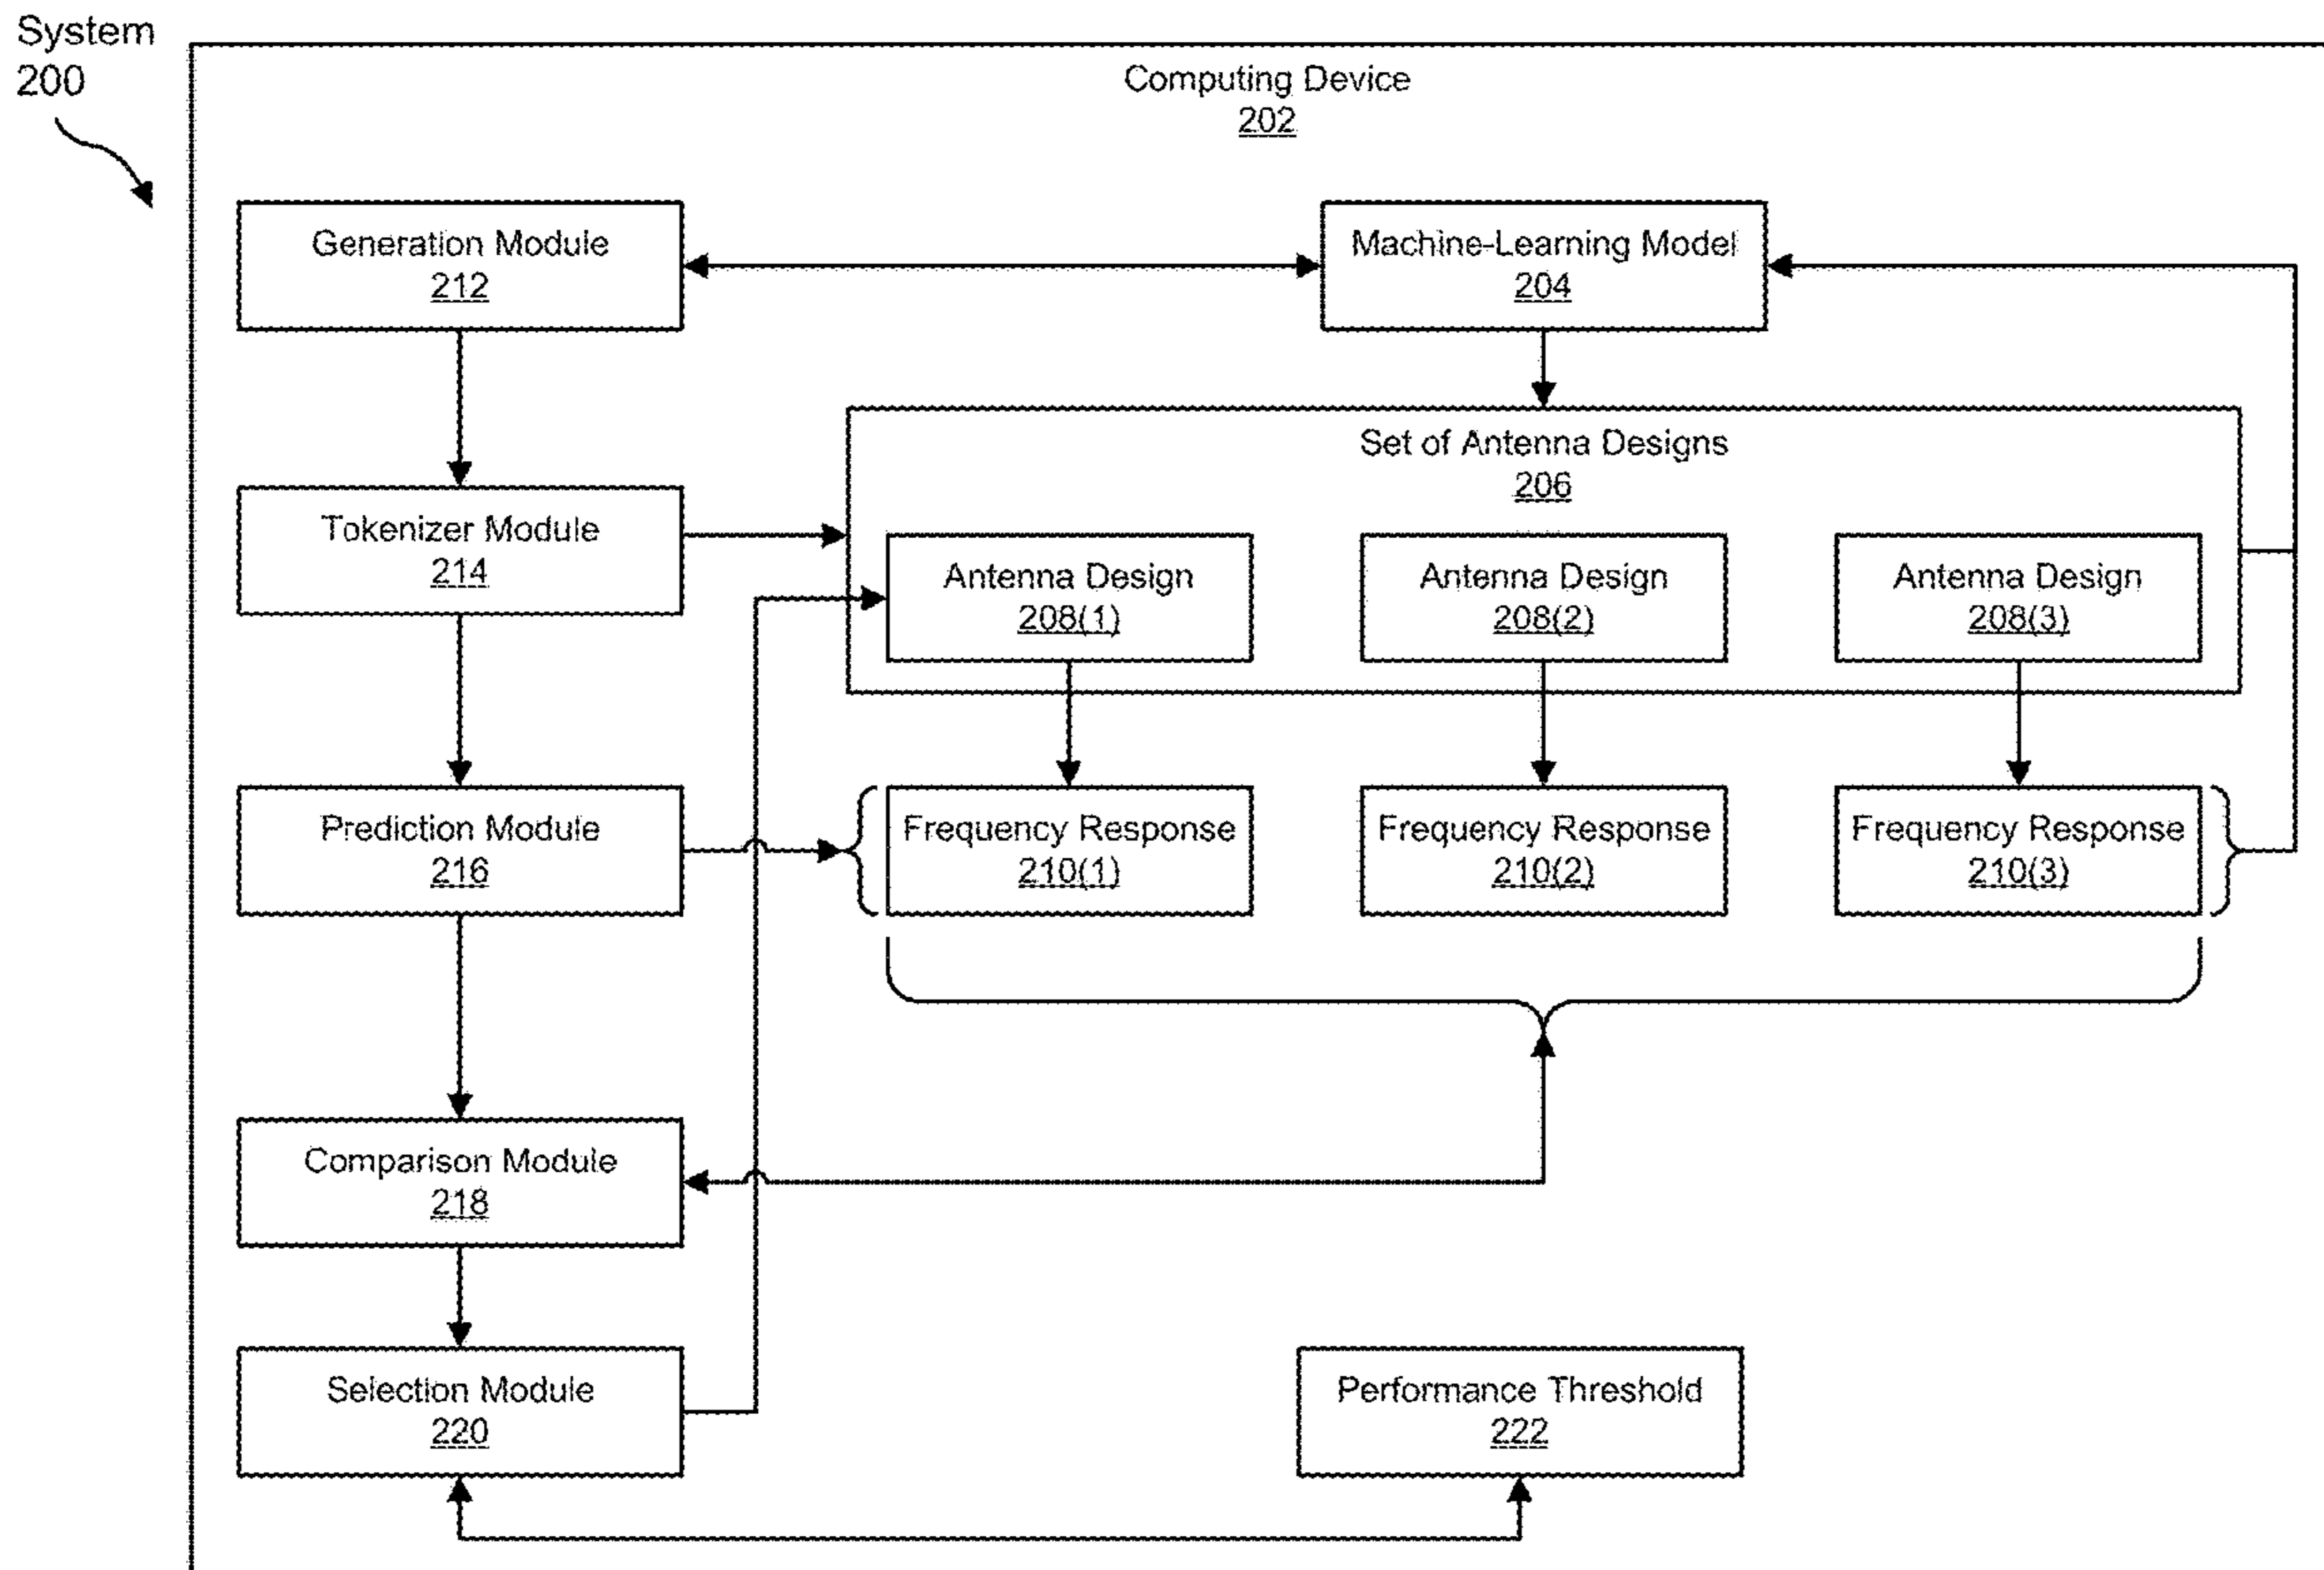 System
200
Computing Device
202
Generation Module
212
Machine-Learning Model
204
Set of Antenna Designs
206
Tokenizer Module
214
Antenna Design
208(1)
Antenna Design
208(2)
Antenna Design
208(3)
Prediction Module
216
Frequency Response
210(1)
Frequency Response
210(2)
Frequency Response
210(3)
Comparison Module
218
Selection Module
220
Performance Threshold
222